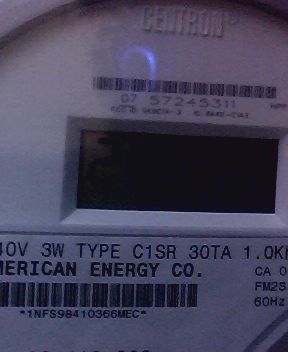 CENTRON®
07 57245311
40V 3W TYPE C1SR 30TA 1.0K
MERICAN ENERGY CO.
CA 0
FM2S
60Hz
*1NFS98410366MEC*